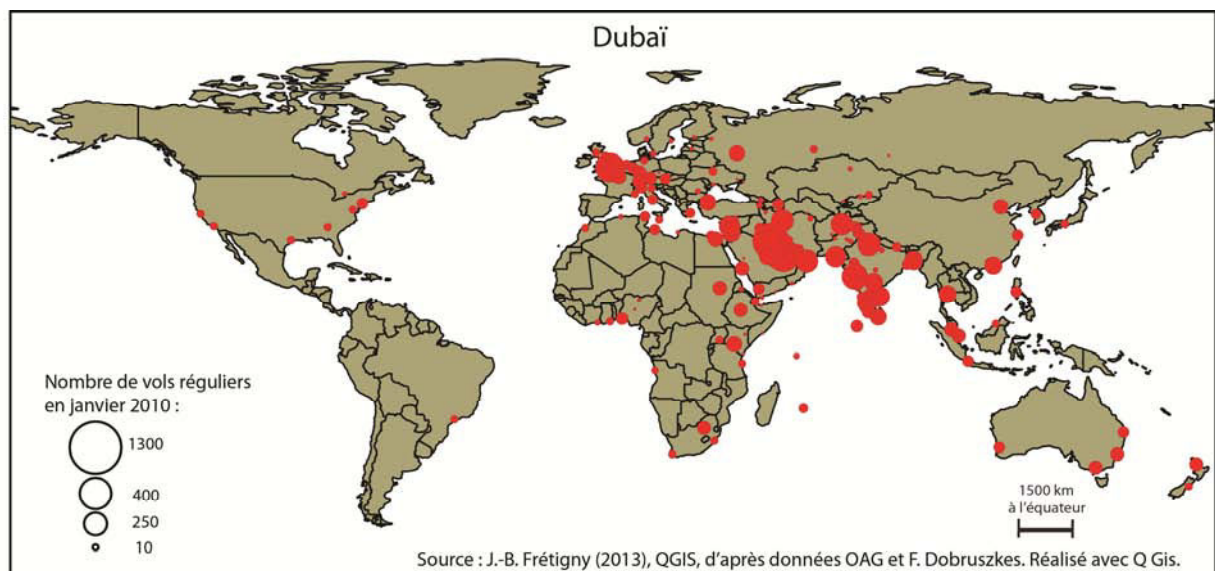 Dubaï
Nombre de vols réguliers
en janvier 2010 :
1300
400
250
10
1500 km
à l'équateur
Source : J.-B. Frétigny (2013), QGIS, d'après données OAG et F. Dobruszkes. Réalisé avec Q Gis.